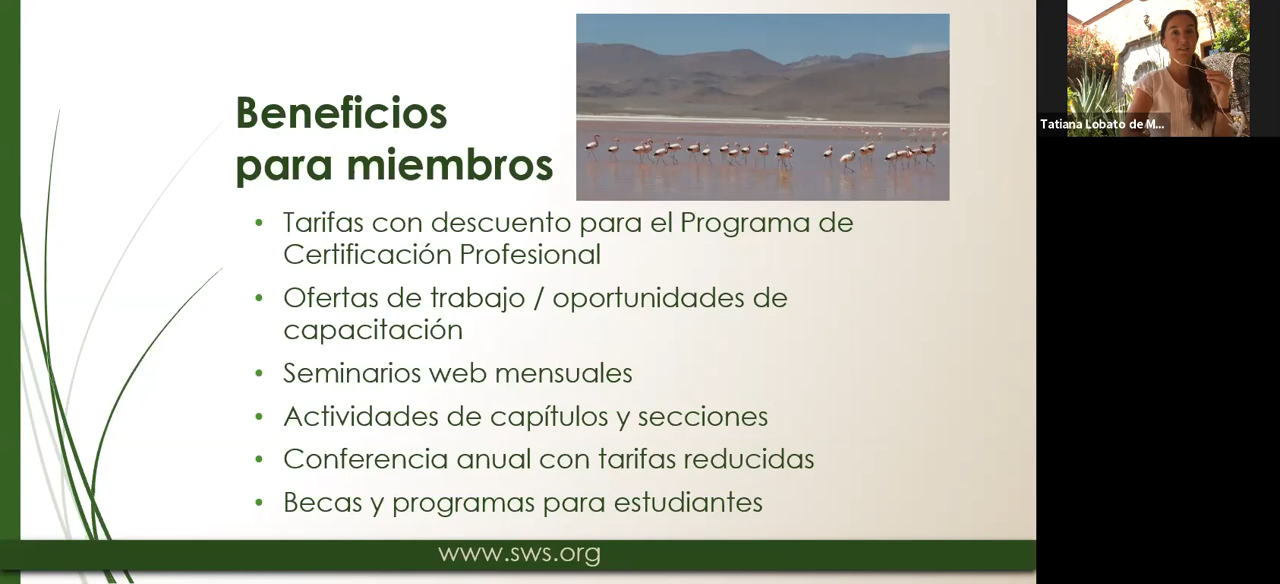 Beneficios
para miembros
• Tarifas con descuento para el Programa de
Certificación Profesional
• Ofertas de trabajo / oportunidades de
capacitación
• Seminarios web mensuales
• Actividades de capítulos y secciones
• Conferencia anual con tarifas reducidas
• Becas y programas para estudiantes
www.sws.org
Tatiana Lobato de M...